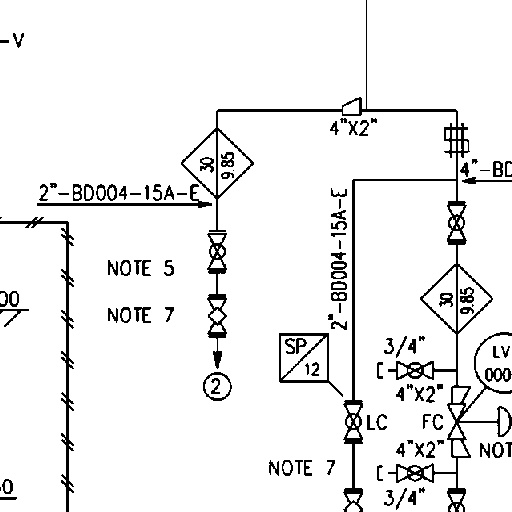 -V
4"X2"
30
9.85
4"-BD
2"-BD004-15A-E
2"-BD004-15A-E
NOTE 5
00
30
9.85
NOTE 7
SP
12
3/4"
LV
000
2
4"X2"
LC
FC
4"X2"
NOT
NOTE 7
0
3/4"